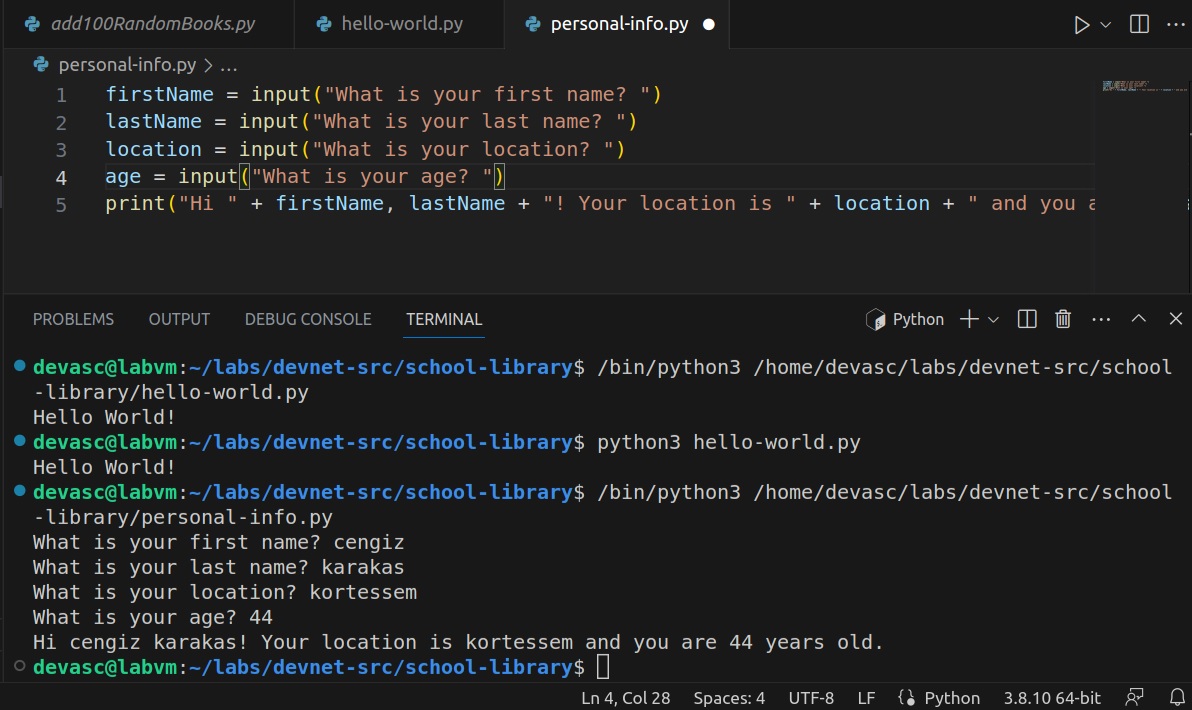 add100RandomBooks.py hello-world.py personal-info.py
personal-info.py > ...
1 firstName = input("What is your first name? ")
2 lastName = input("What is your last name? ")
3 location = input("What is your location? ")
4 age = input("What is your age? ")
5 print("Hi " + firstName, lastName + "! Your location is " + location + " and you
PROBLEMS OUTPUT DEBUG CONSOLE TERMINAL Python
devasc@labvm:~/labs/devnet-src/school-library$ /bin/python3 /home/devasc/labs/devnet-src/school
-library/hello-world.py
Hello World!
devasc@labvm:~/labs/devnet-src/school-library$ python3 hello-world.py
Hello World!
devasc@labvm:~/labs/devnet-src/school-library$ /bin/python3 /home/devasc/labs/devnet-src/school
-library/personal-info.py
What is your first name? cengiz
What is your last name? karakas
What is your location? kortessem
What is your age? 44
Hi cengiz karakas! Your location is kortessem and you are 44 years old.
devasc@labvm:~/labs/devnet-src/school-library$
Ln 4, Col 28 Spaces: 4 UTF-8 LF Python 3.8.10 64-bit